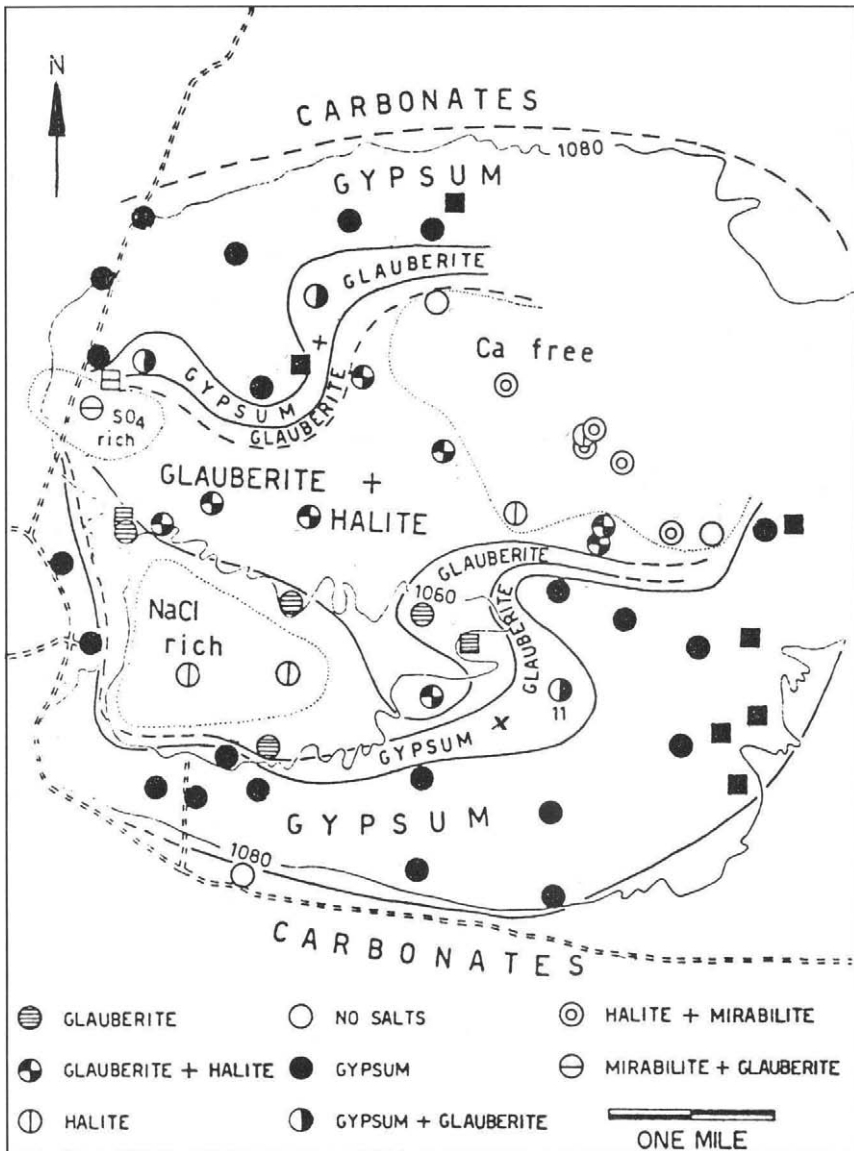 N
CARBONATES
1080
GYPSUM
GLAUBERITE
+
Ca free
GYPSUM
GLAUBERITE
SO4
rich
GLAUBERITE +
HALITE
GLAUBERITE
1060
NaCl
rich
GLAUBERITE
11
GYPSUM x
GYPSUM
1080
CARBONATES
GLAUBERITE
NO SALTS
HALITE + MIRABILITE
GLAUBERITE + HALITE
GYPSUM
MIRABILITE + GLAUBERITE
HALITE
GYPSUM + GLAUBERITE
ONE MILE